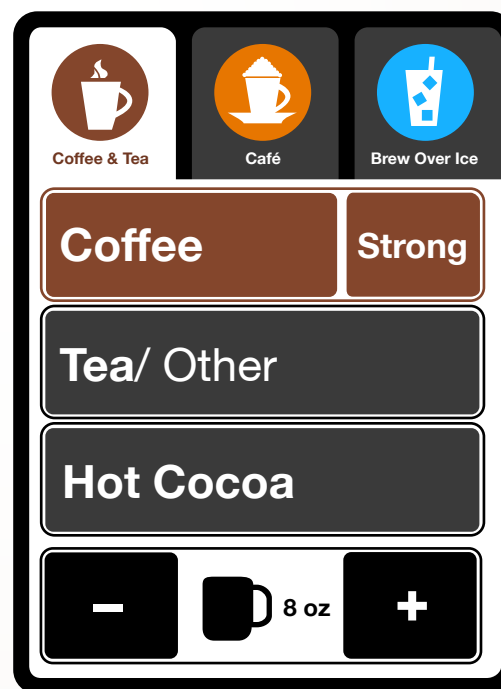 Coffee & Tea
Café
Brew Over Ice
Coffee
Strong
Tea/ Other
Hot Cocoa
− 8 oz +